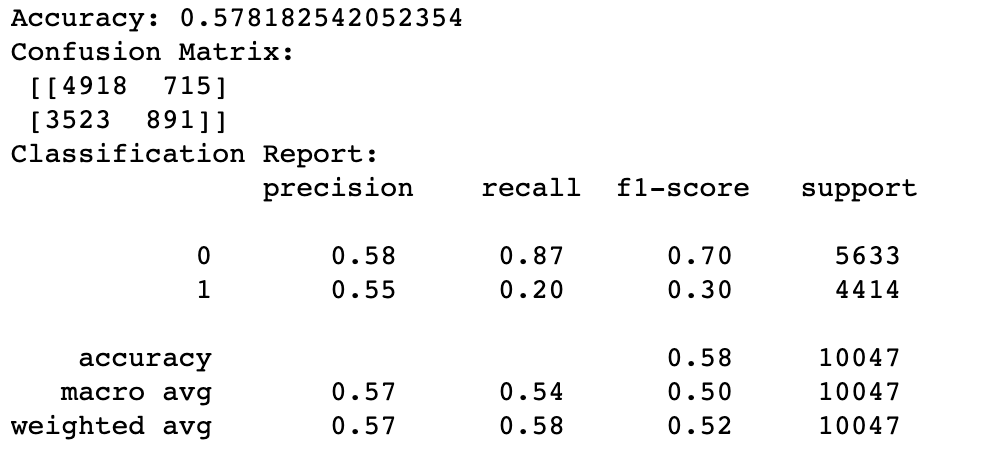 Accuracy: 0.578182542052354
Confusion Matrix:
[[4918 715]
[3523 891]]
Classification Report:
precision recall f1-score support
0 0.58 0.87 0.70 5633
1 0.55 0.20 0.30 4414
accuracy 0.58 10047
macro avg 0.57 0.54 0.50 10047
weighted avg 0.57 0.58 0.52 10047